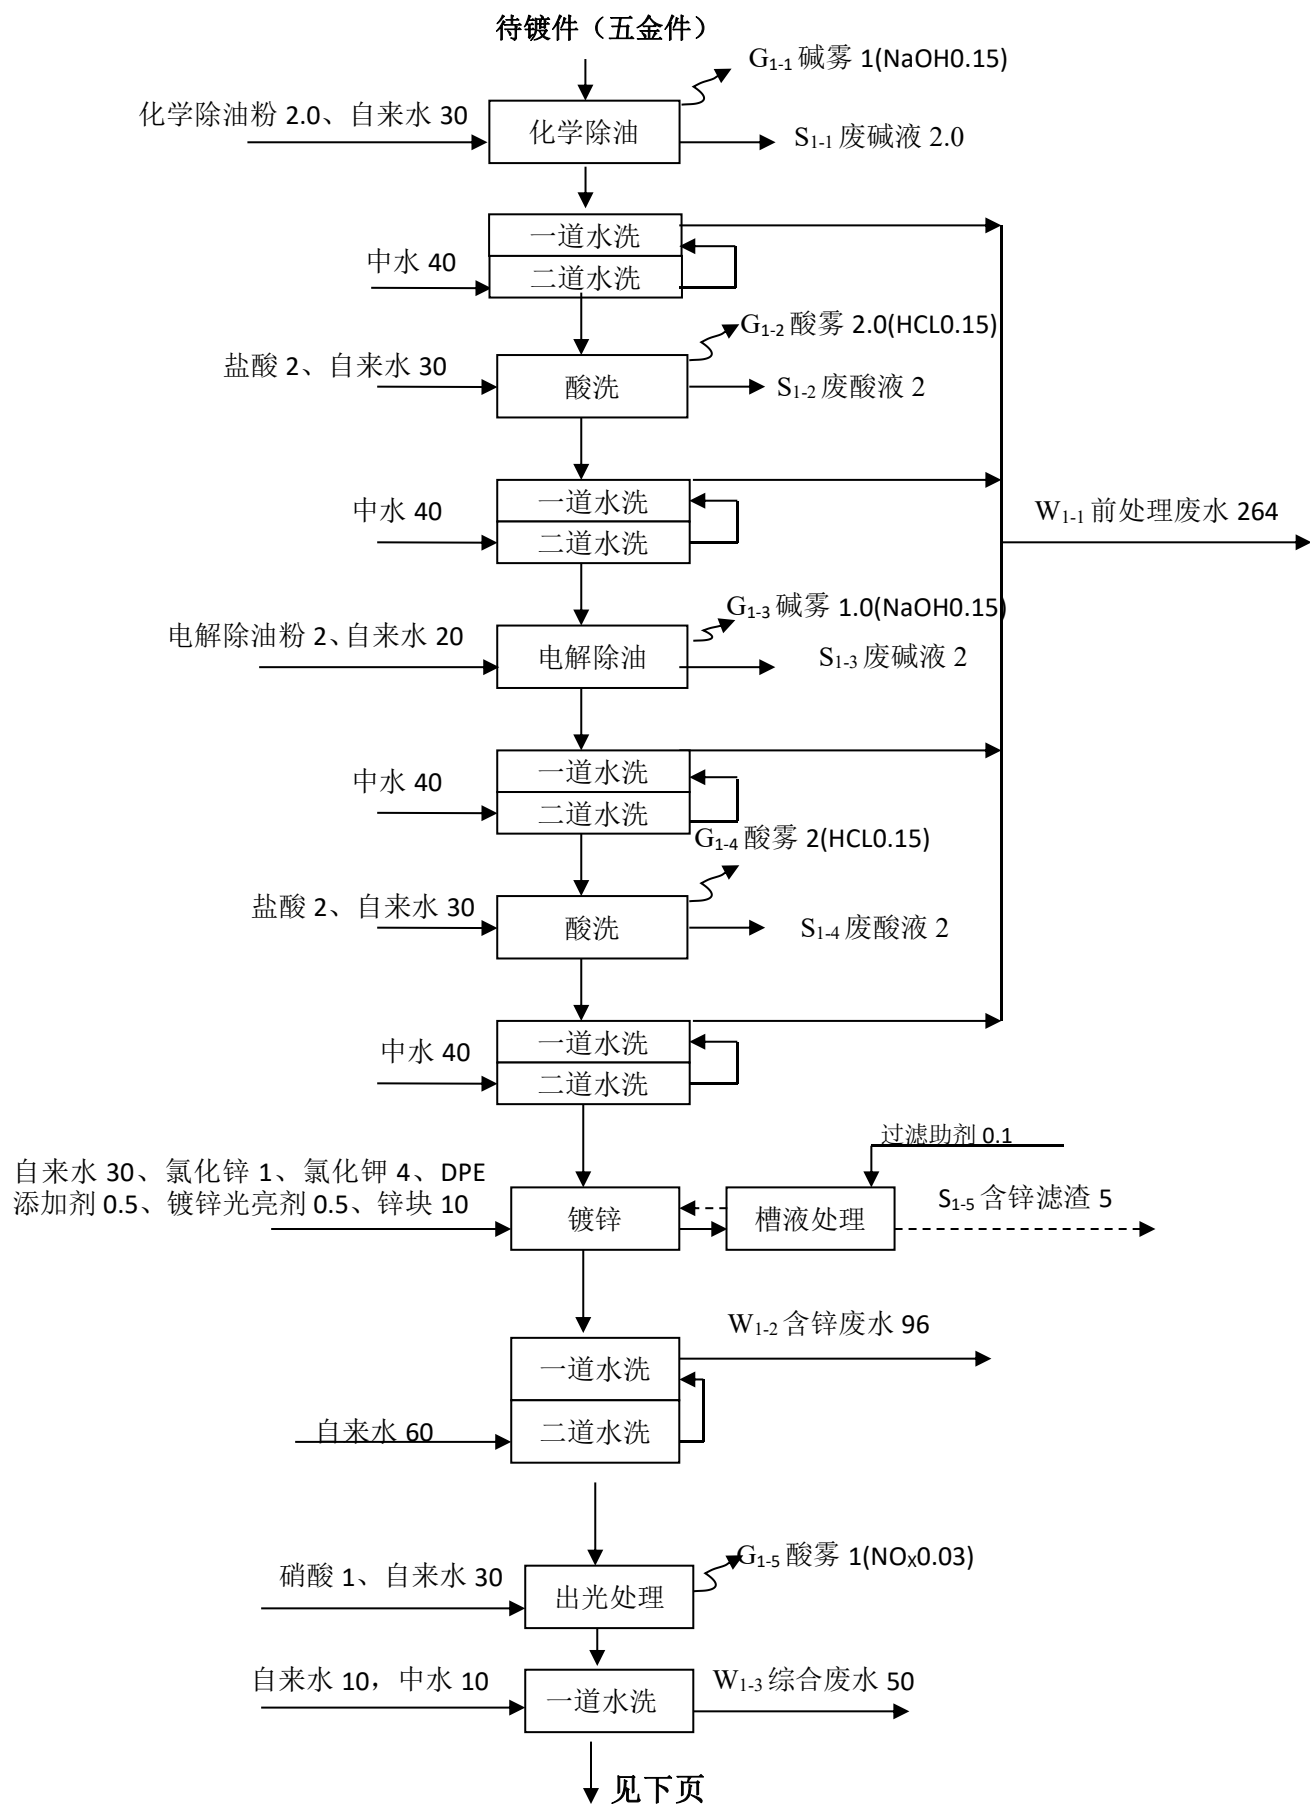 待镀件（五金件）
G1-1 碱雾 1(NaOH0.15)
化学除油粉 2.0、自来水 30
化学除油
S1-1 废碱液 2.0
一道水洗
中水 40
二道水洗
G1-2 酸雾 2.0(HCL0.15)
盐酸 2、自来水 30
酸洗
S1-2 废酸液 2
一道水洗
中水 40
二道水洗
W1-1 前处理废水 264
G1-3 碱雾 1.0(NaOH0.15)
电解除油粉 2、自来水 20
电解除油
S1-3 废碱液 2
一道水洗
中水 40
二道水洗
G1-4 酸雾 2(HCL0.15)
盐酸 2、自来水 30
酸洗
S1-4 废酸液 2
一道水洗
中水 40
二道水洗
过滤助剂 0.1
自来水 30、氯化锌 1、氯化钾 4、DPE
添加剂 0.5、镀锌光亮剂 0.5、锌块 10
镀锌
槽液处理
S1-5 含锌滤渣 5
W1-2 含锌废水 96
一道水洗
自来水 60
二道水洗
G1-5 酸雾 1(NOX0.03)
硝酸 1、自来水 30
出光处理
自来水 10，中水 10
一道水洗
W1-3 综合废水 50
见下页